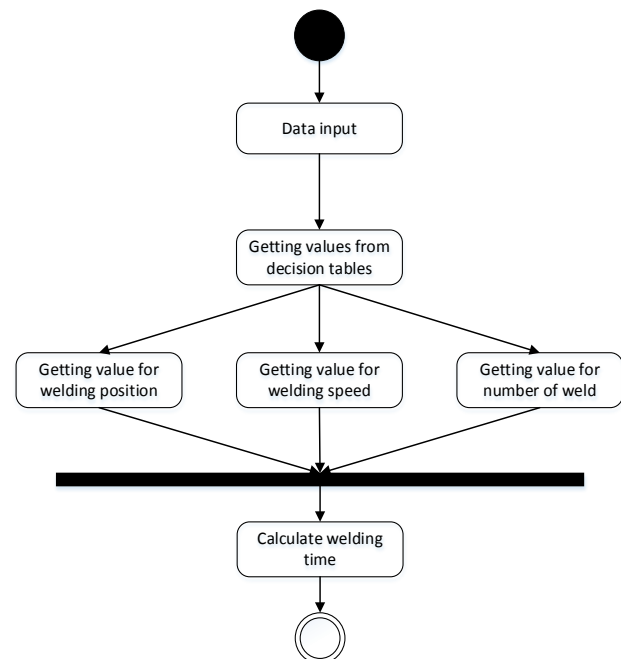 Data input
Getting values from
decision tables
Getting value for
welding position
Getting value for
welding speed
Getting value for
number of weld
Calculate welding
time